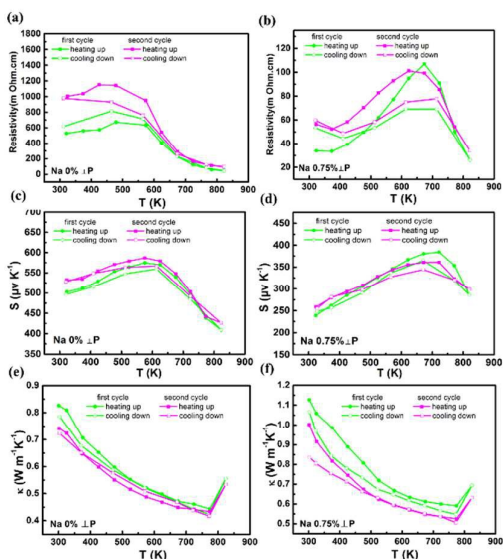 (a)
first cycle second cycle
heating up heating up
cooling down cooling down
Resistivity(m Ohm.cm)
1200
1000
800
600
400
200
0
Na 0% ⊥P
300 400 500 600 700 800
T (K)
(b)
first cycle second cycle
heating up heating up
cooling down cooling down
Resistivity(m Ohm.cm)
120
100
80
60
40
20
Na 0.75%⊥P
300 400 500 600 700 800
T (K)
(c)
first cycle second cycle
heating up heating up
cooling down cooling down
S (μv K⁻¹)
700
650
600
550
500
450
400
Na 0% ⊥P
300 400 500 600 700 800
T (K)
(d)
first cycle second cycle
heating up heating up
cooling down cooling down
S (μv K⁻¹)
500
450
400
350
300
250
200
150
Na 0.75% ⊥P
300 400 500 600 700 800
T (K)
(e)
first cycle second cycle
heating up heating up
cooling down cooling down
κ (W m⁻¹K⁻¹)
0.9
0.8
0.7
0.6
0.5
0.4
0.3
Na 0% ⊥P
300 400 500 600 700 800
T (K)
(f)
first cycle second cycle
heating up heating up
cooling down cooling down
κ (W m⁻¹K⁻¹)
1.2
1.1
1.0
0.9
0.8
0.7
0.6
0.5
0.4
Na 0.75% ⊥P
300 400 500 600 700 800
T (K)